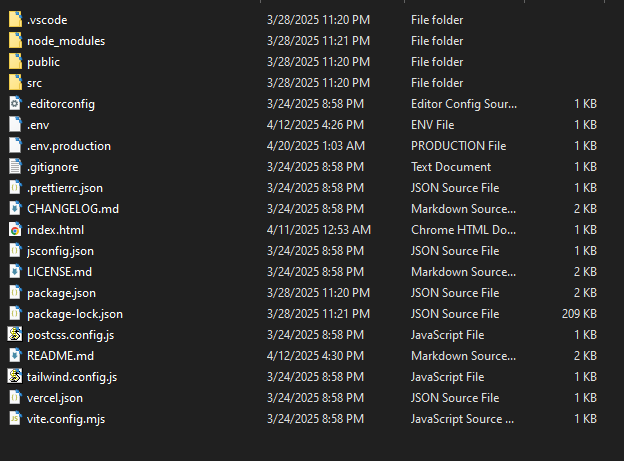 .vscode 3/28/2025 11:20 PM File folder
node_modules 3/28/2025 11:21 PM File folder
public 3/28/2025 11:20 PM File folder
src 3/28/2025 11:20 PM File folder
.editorconfig 3/24/2025 8:58 PM Editor Config Sour... 1 KB
.env 4/12/2025 4:26 PM ENV File 1 KB
.env.production 4/20/2025 1:03 AM PRODUCTION File 1 KB
.gitignore 3/24/2025 8:58 PM Text Document 1 KB
.prettierrc.json 3/24/2025 8:58 PM JSON Source File 1 KB
CHANGELOG.md 3/24/2025 8:58 PM Markdown Source... 2 KB
index.html 4/11/2025 12:53 AM Chrome HTML Do... 1 KB
jsconfig.json 3/24/2025 8:58 PM JSON Source File 1 KB
LICENSE.md 3/24/2025 8:58 PM Markdown Source... 2 KB
package.json 3/28/2025 11:20 PM JSON Source File 2 KB
package-lock.json 3/28/2025 11:21 PM JSON Source File 209 KB
postcss.config.js 3/24/2025 8:58 PM JavaScript File 1 KB
README.md 4/12/2025 4:30 PM Markdown Source... 2 KB
tailwind.config.js 3/24/2025 8:58 PM JavaScript File 1 KB
vercel.json 3/24/2025 8:58 PM JSON Source File 1 KB
vite.config.mjs 3/24/2025 8:58 PM JavaScript Source ... 1 KB